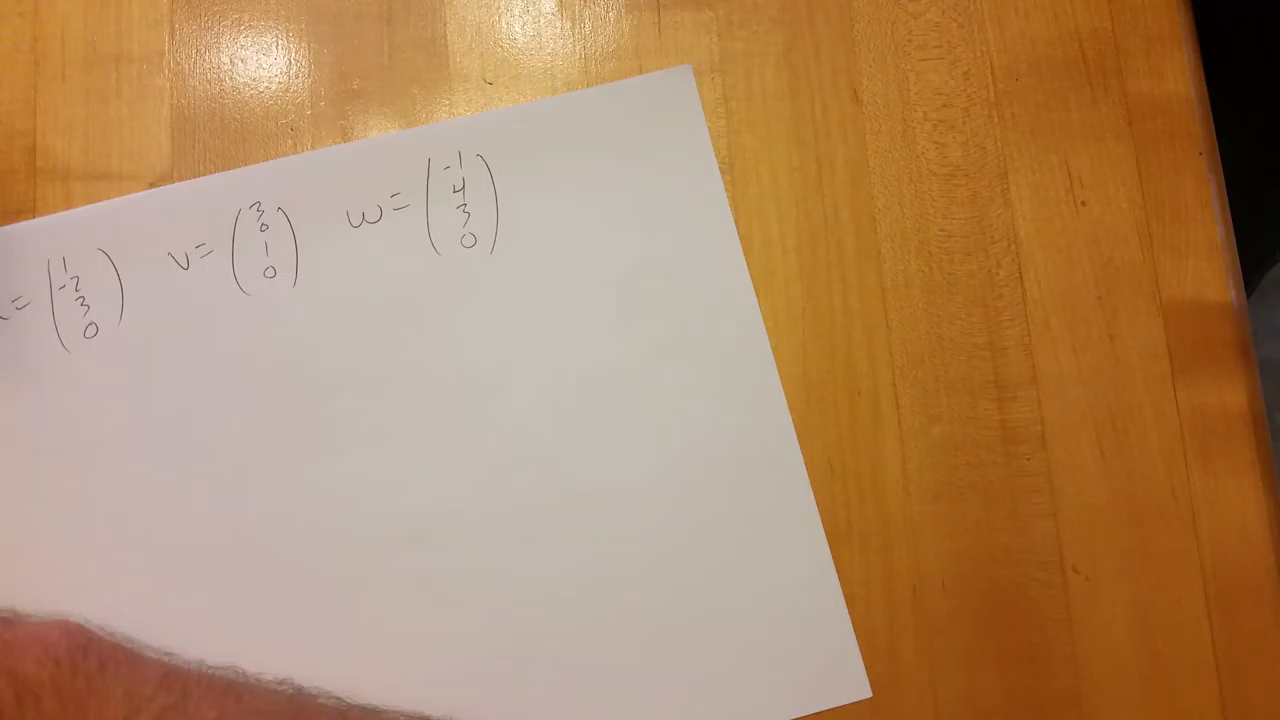 = (1 -2 3 0) v = (3 0 1 0) w = (-1 4 3 0)